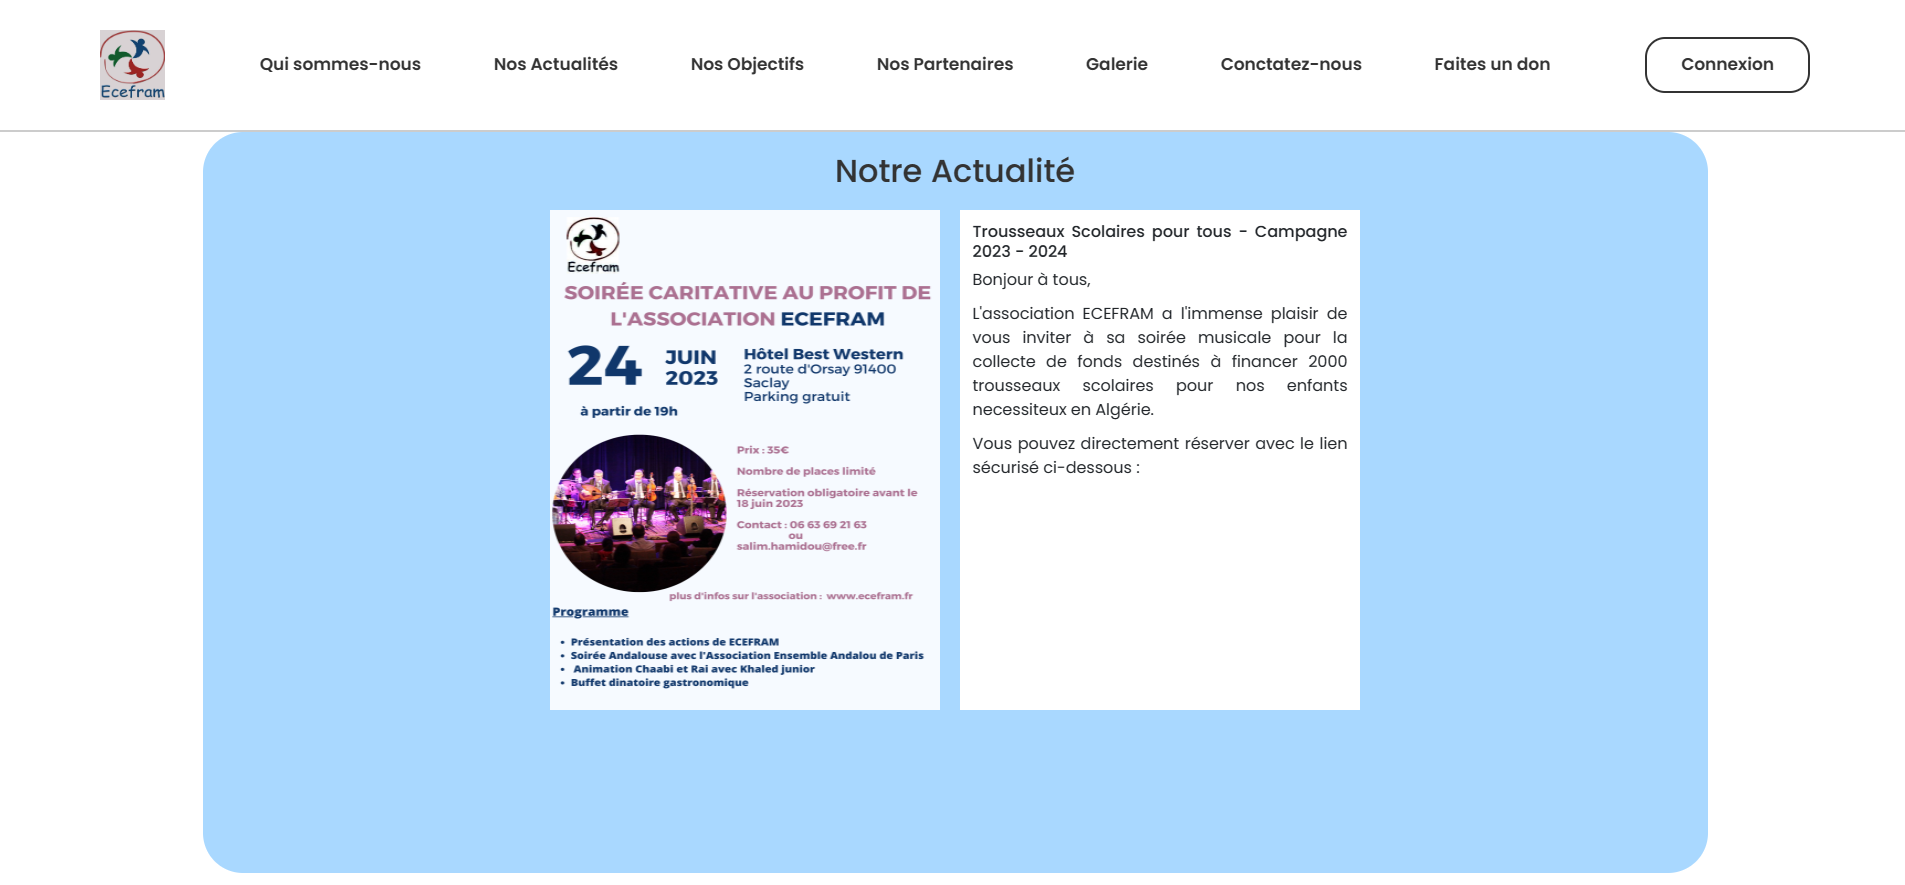 Ecefram
Qui sommes-nous
Nos Actualités
Nos Objectifs
Nos Partenaires
Galerie
Conctatez-nous
Faites un don
Connexion
Notre Actualité
Ecefram
SOIRÉE CARITATIVE AU PROFIT DE
L'ASSOCIATION ECEFRAM
24
JUIN
2023
à partir de 19h
Hôtel Best Western
2 route d'Orsay 91400
Saclay
Parking gratuit
Prix : 35€
Nombre de places limité
Réservation obligatoire avant le
18 juin 2023
Contact : 06 63 69 21 63
ou
salim.hamidou@free.fr
plus d'infos sur l'association : www.ecefram.fr
Programme
• Présentation des actions de ECEFRAM
• Soirée Andalouse avec l'Association Ensemble Andalou de Paris
• Animation Chaabi et Rai avec Khaled junior
• Buffet dinatoire gastronomique
Trousseaux Scolaires pour tous - Campagne
2023 - 2024
Bonjour à tous,
L'association ECEFRAM a l'immense plaisir de
vous inviter à sa soirée musicale pour la
collecte de fonds destinés à financer 2000
trousseaux scolaires pour nos enfants
necessiteux en Algérie.
Vous pouvez directement réserver avec le lien
sécurisé ci-dessous :